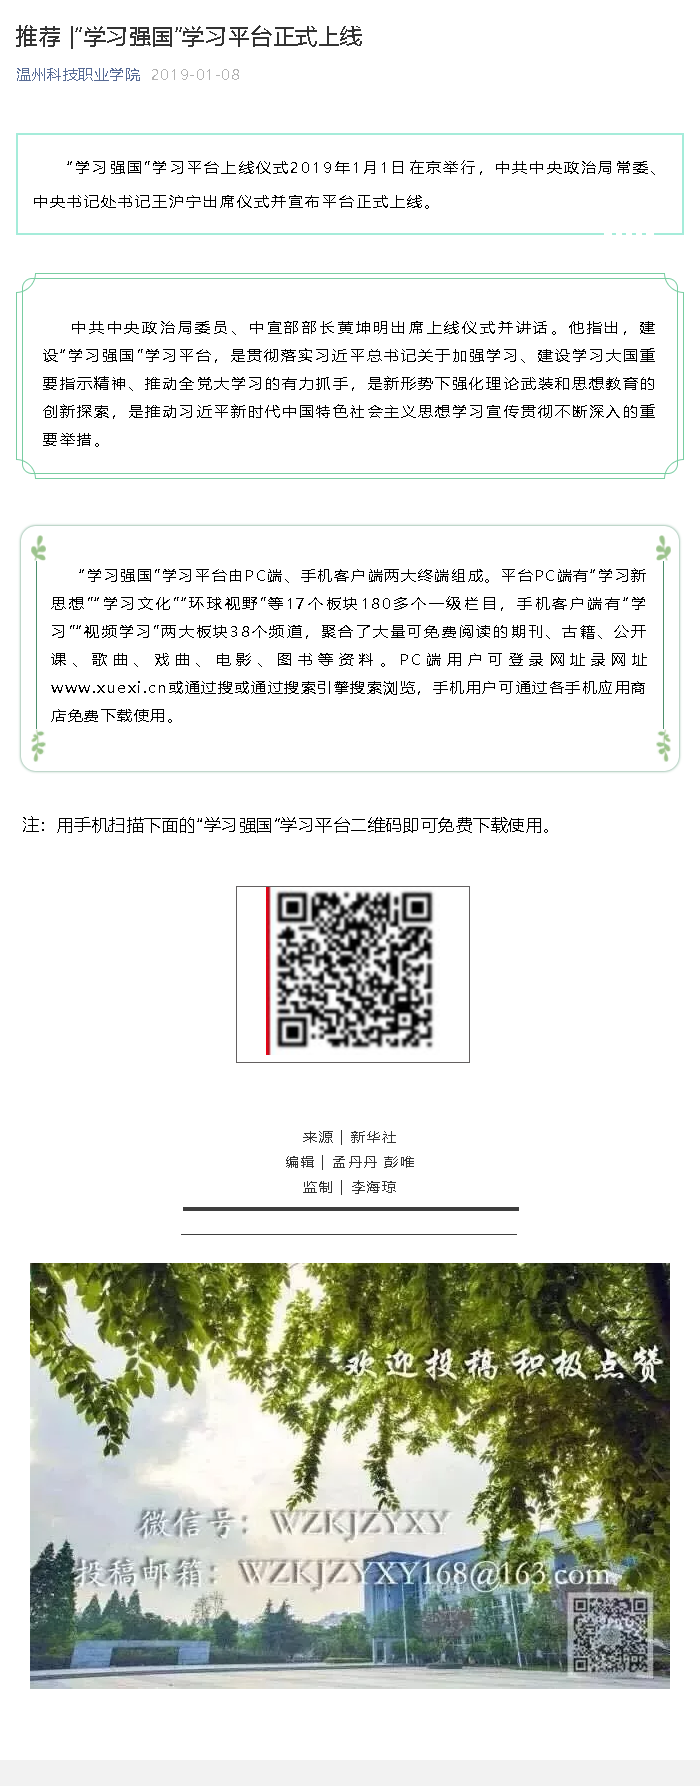 推荐 |“学习强国”学习平台正式上线
温州科技职业学院 2019-01-08
“学习强国”学习平台上线仪式2019年1月1日在京举行，中共中央政治局常委、
中央书记处书记王沪宁出席仪式并宣布平台正式上线。
中共中央政治局委员、中宣部部长黄坤明出席上线仪式并讲话。他指出，建
设“学习强国”学习平台，是贯彻落实习近平总书记关于加强学习、建设学习大国重
要指示精神、推动全党大学习的有力抓手，是新形势下强化理论武装和思想教育的
创新探索，是推动习近平新时代中国特色社会主义思想学习宣传贯彻不断深入的重
要举措。
“学习强国”学习平台由PC端、手机客户端两大终端组成。平台PC端有“学习新
思想”“学习文化”“环球视野”等17个板块180多个一级栏目，手机客户端有“学
习”“视频学习”两大板块38个频道，聚合了大量可免费阅读的期刊、古籍、公开
课、歌曲、戏曲、电影、图书等资料。PC端用户可登录网址录网址
www.xuexi.cn或通过搜或通过搜索引擎搜索浏览，手机用户可通过各手机应用商
店免费下载使用。
注：用手机扫描下面的“学习强国”学习平台二维码即可免费下载使用。
来源｜新华社
编辑｜孟丹丹 彭唯
监制｜李海琼
欢迎投稿 积极点赞
微信号：WZKJZYXY
投稿邮箱：WZKJZYXY168@163.com